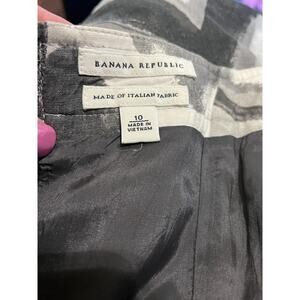 BANANA REPUBLIC
MADE OF ITALIAN FABRIC
10
MADE IN
VIETNAM